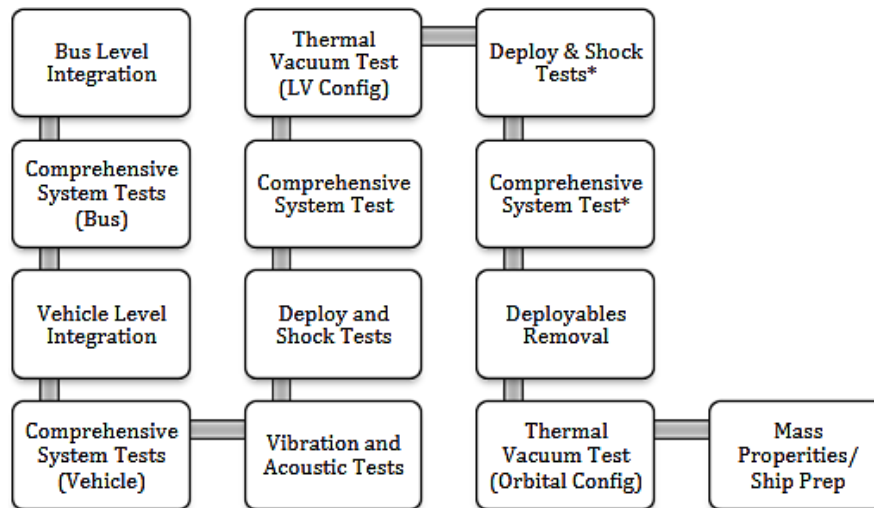 Bus Level
Integration
Comprehensive
System Tests
(Bus)
Vehicle Level
Integration
Comprehensive
System Tests
(Vehicle)
Vibration and
Acoustic Tests
Deploy and
Shock Tests
Comprehensive
System Test
Thermal
Vacuum Test
(LV Config)
Deploy & Shock
Tests*
Comprehensive
System Test*
Deployables
Removal
Thermal
Vacuum Test
(Orbital Config)
Mass
Properities/
Ship Prep